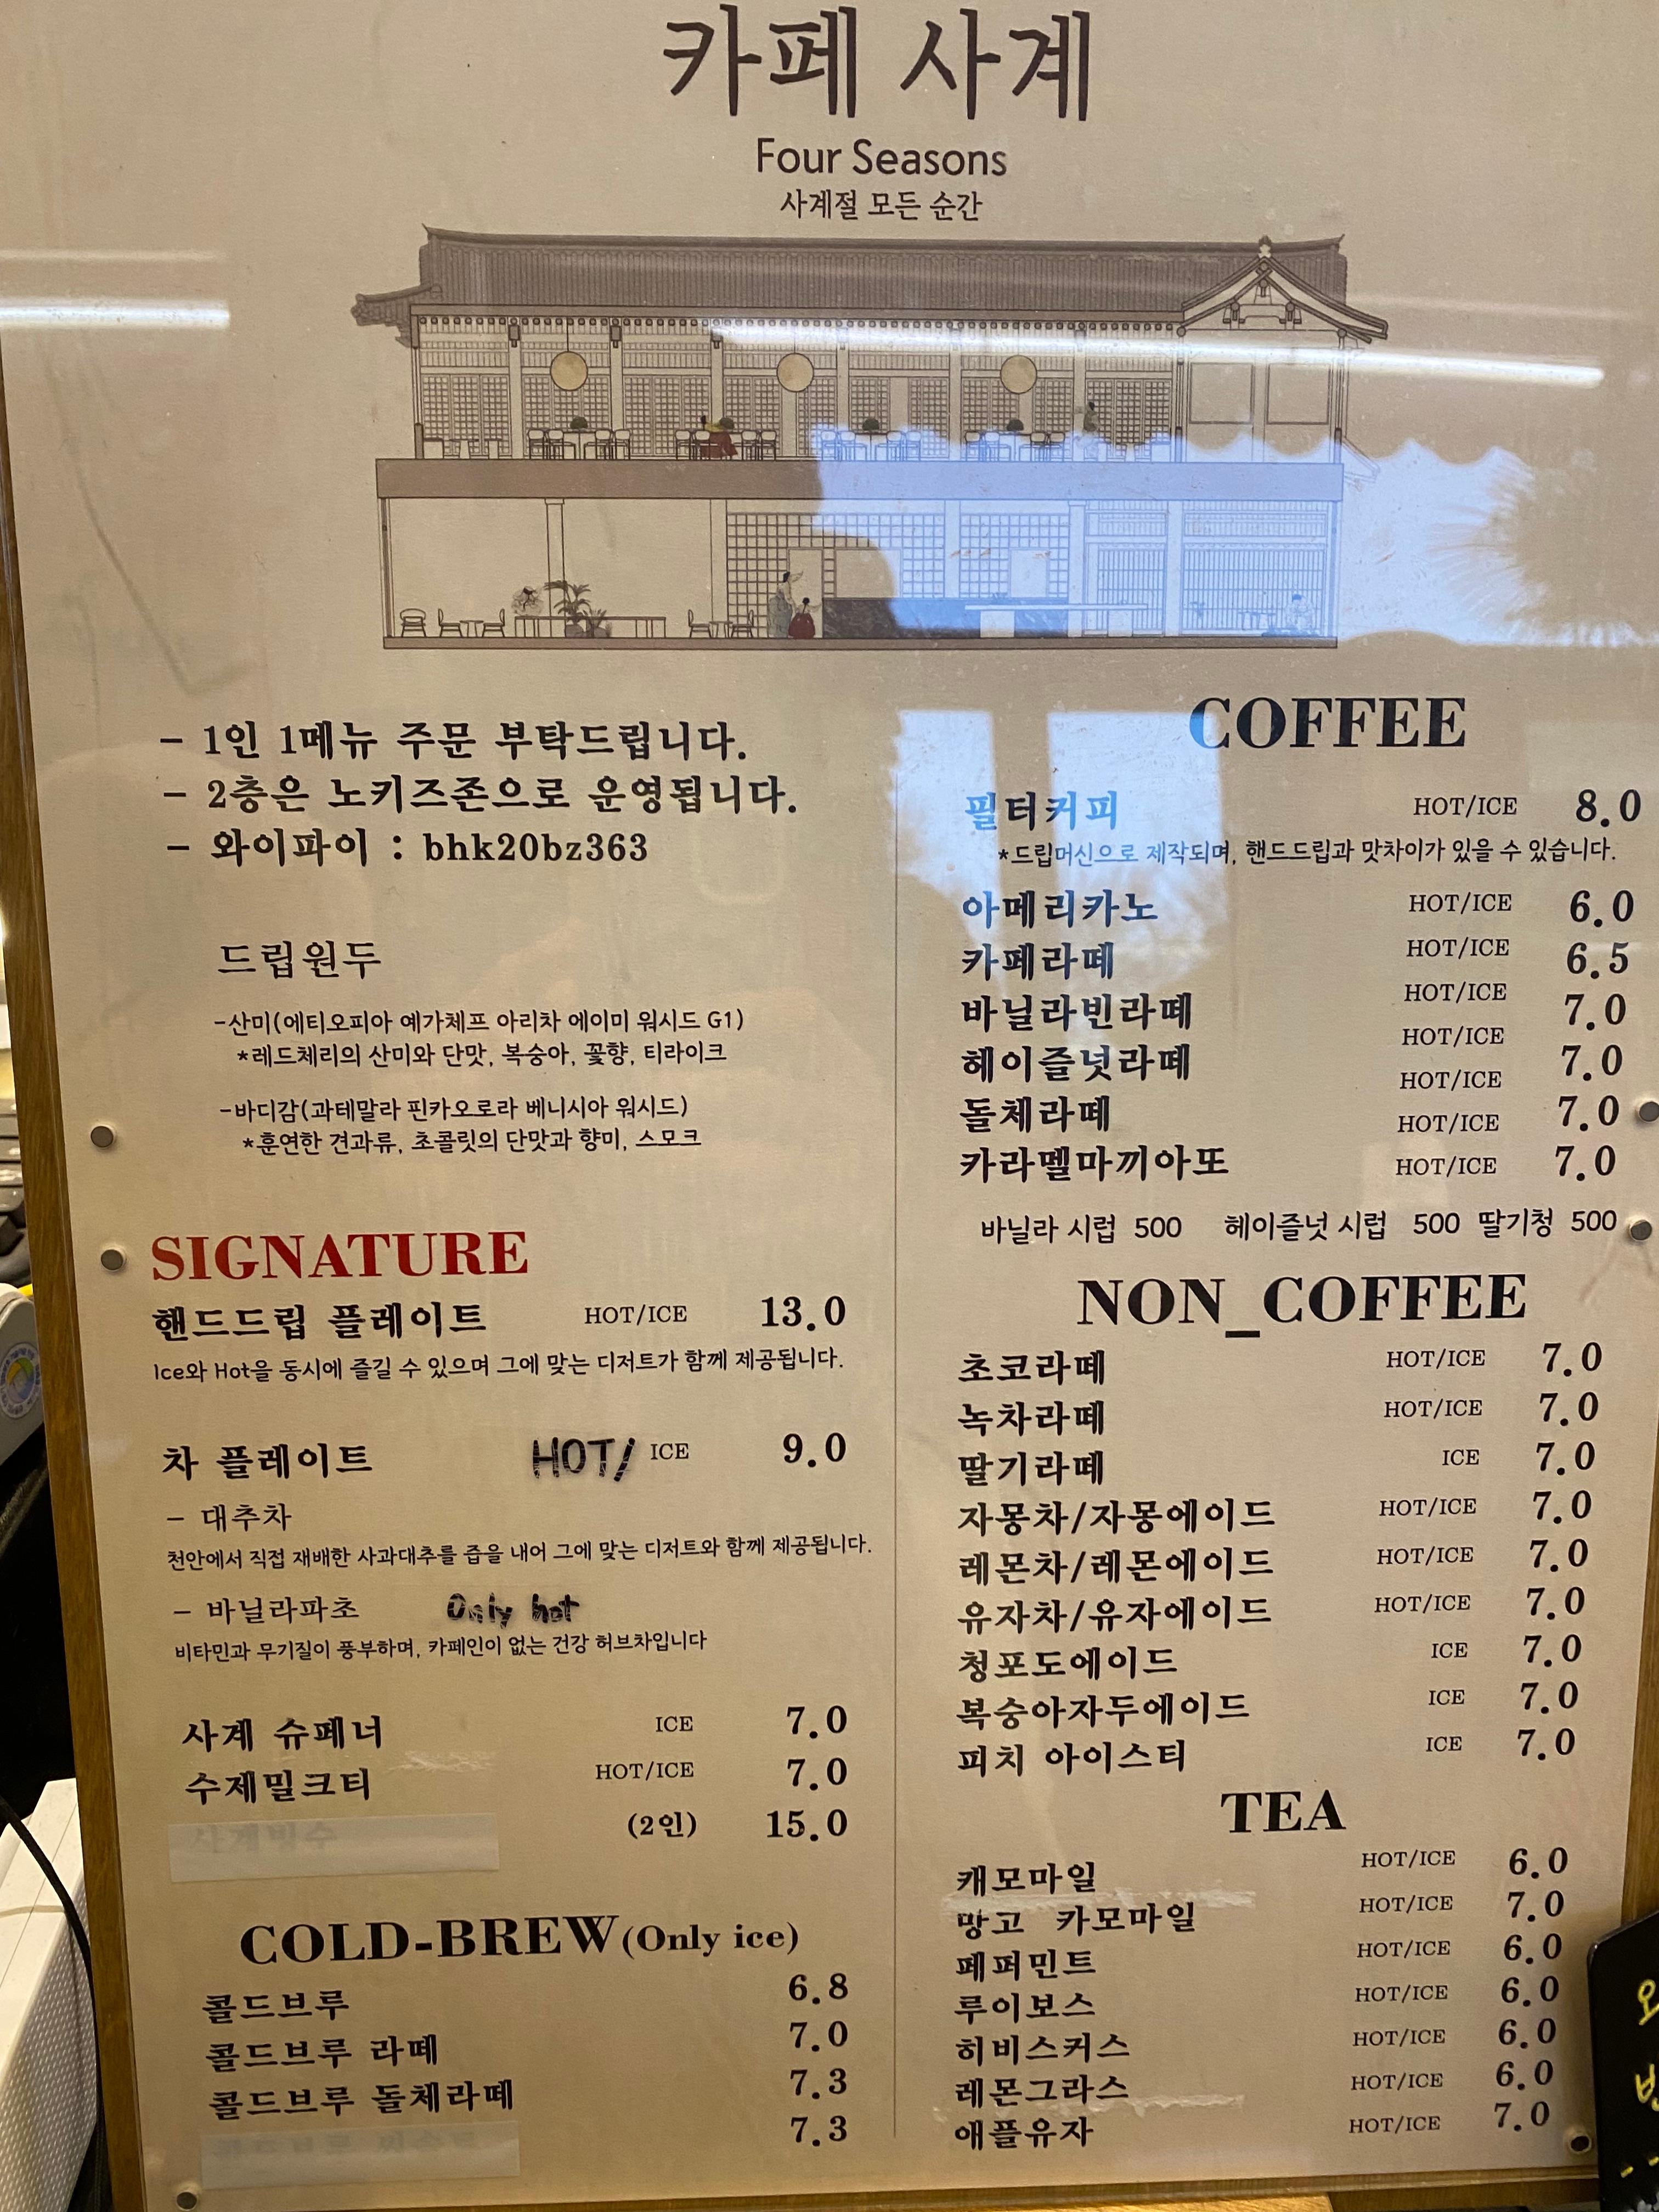 카페 사계
Four Seasons
사계절 모든 순간
- 1인 1메뉴 주문 부탁드립니다.
- 2층은 노키즈존으로 운영됩니다.
- 와이파이 : bhk20bz363
드립원두
-산미(에티오피아 예가체프 아리차 에이미 워시드 G1)
*레드체리의 산미와 단맛, 복숭아, 꽃향, 티라이크
-바디감(과테말라 핀카오로라 베니시아 워시드)
*훈연한 견과류, 초콜릿의 단맛과 향미, 스모크
SIGNATURE
핸드드립 플레이트 HOT/ICE 13.0
Ice와 Hot을 동시에 즐길 수 있으며 그에 맞는 디저트가 함께 제공됩니다.
차 플레이트 HOT/ ICE 9.0
- 대추차
천안에서 직접 재배한 사과대추를 즙을 내어 그에 맞는 디저트와 함께 제공됩니다.
- 바닐라파초 Only hot
비타민과 무기질이 풍부하며, 카페인이 없는 건강 허브차입니다
사계 슈페너 ICE 7.0
수제밀크티 HOT/ICE 7.0
사계빙수 (2인) 15.0
COLD-BREW(Only ice)
콜드브루 6.8
콜드브루 라떼 7.0
콜드브루 돌체라떼 7.3
7.3
COFFEE
필터커피 HOT/ICE 8.0
*드립머신으로 제작되며, 핸드드립과 맛차이가 있을 수 있습니다.
아메리카노 HOT/ICE 6.0
카페라떼 HOT/ICE 6.5
바닐라빈라떼 HOT/ICE 7.0
헤이즐넛라떼 HOT/ICE 7.0
돌체라떼 HOT/ICE 7.0
카라멜마끼아또 HOT/ICE 7.0
HOT/ICE
바닐라 시럽 500 헤이즐넛 시럽 500 딸기청 500
NON_COFFEE
초코라떼 HOT/ICE 7.0
녹차라떼 HOT/ICE 7.0
딸기라떼 ICE 7.0
자몽차/자몽에이드 HOT/ICE 7.0
레몬차/레몬에이드 HOT/ICE 7.0
유자차/유자에이드 HOT/ICE 7.0
청포도에이드 ICE 7.0
복숭아자두에이드 ICE 7.0
피치 아이스티 ICE 7.0
TEA
캐모마일 HOT/ICE 6.0
망고 카모마일 HOT/ICE 7.0
페퍼민트 HOT/ICE 6.0
루이보스 HOT/ICE 6.0
히비스커스 HOT/ICE 6.0
레몬그라스 HOT/ICE 6.0
애플유자 HOT/ICE 7.0